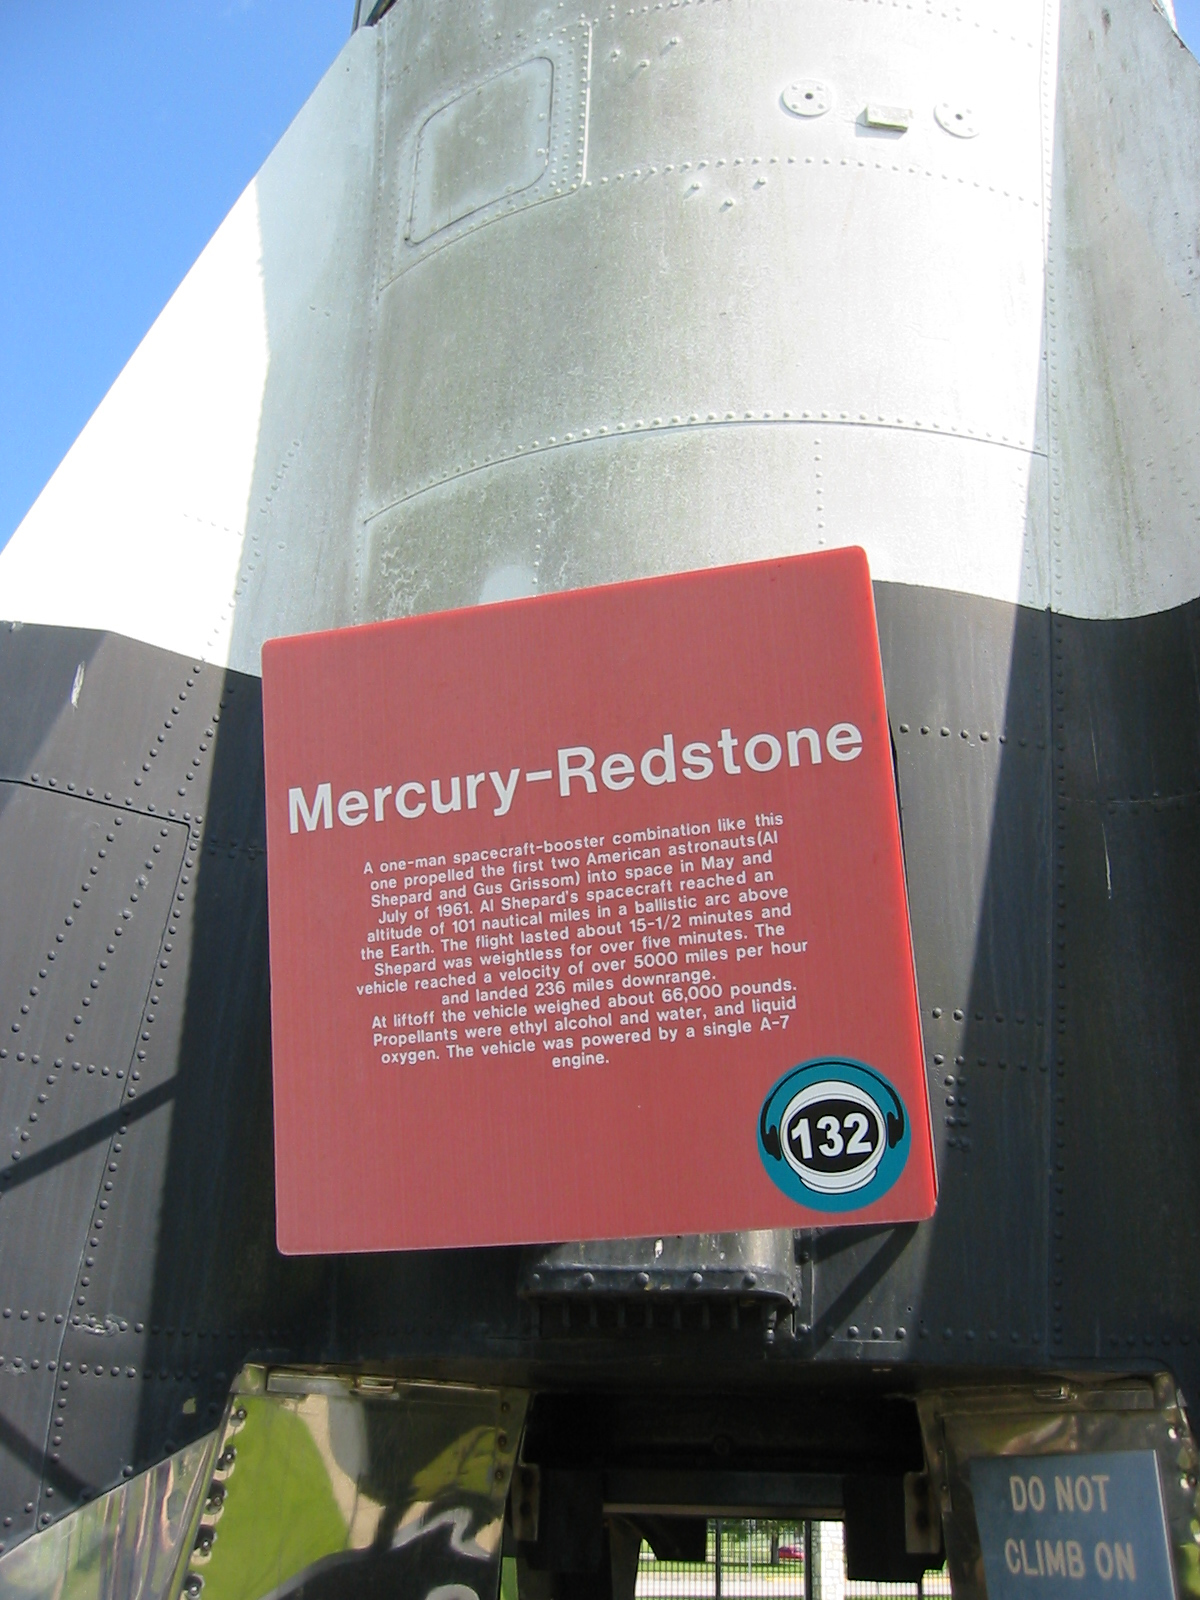 Mercury-Redstone
A one-man spacecraft-booster combination like this
one propelled the first two American astronauts(Al
Shepard and Gus Grissom) into space in May and
July of 1961. Al Shepard's spacecraft reached an
altitude of 101 nautical miles in a ballistic arc above
the Earth. The flight lasted about 15-1/2 minutes and
Shepard was weightless for over five minutes. The
vehicle reached a velocity of over 5000 miles per hour
and landed 236 miles downrange.
At liftoff the vehicle weighed about 66,000 pounds.
Propellants were ethyl alcohol and water, and liquid
oxygen. The vehicle was powered by a single A-7
engine.
132
DO NOT
CLIMB ON